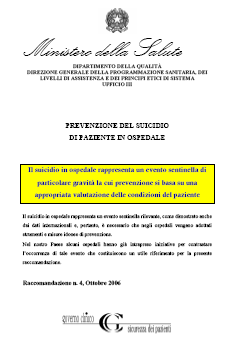 Ministero della Salute
DIPARTIMENTO DELLA QUALITÀ
DIREZIONE GENERALE DELLA PROGRAMMAZIONE SANITARIA, DEI
LIVELLI DI ASSISTENZA E DEI PRINCIPI ETICI DI SISTEMA
UFFICIO III
PREVENZIONE DEL SUICIDIO
DI PAZIENTE IN OSPEDALE
Il suicidio in ospedale rappresenta un evento sentinella di
particolare gravità la cui prevenzione si basa su una
appropriata valutazione delle condizioni del paziente
Il suicidio in ospedale rappresenta un evento sentinella rilevante, come dimostrato anche
dai dati internazionali e, pertanto, è necessario che negli ospedali vengano adottati
strumenti e misure idonee di prevenzione.
Nel nostro Paese alcuni ospedali hanno già intrapreso iniziative per contrastare
l'occorrenza di tale evento che costituiscono un utile riferimento per la presente
raccomandazione.
Raccomandazione n. 4, Ottobre 2006
governo clinico
sicurezza dei pazienti